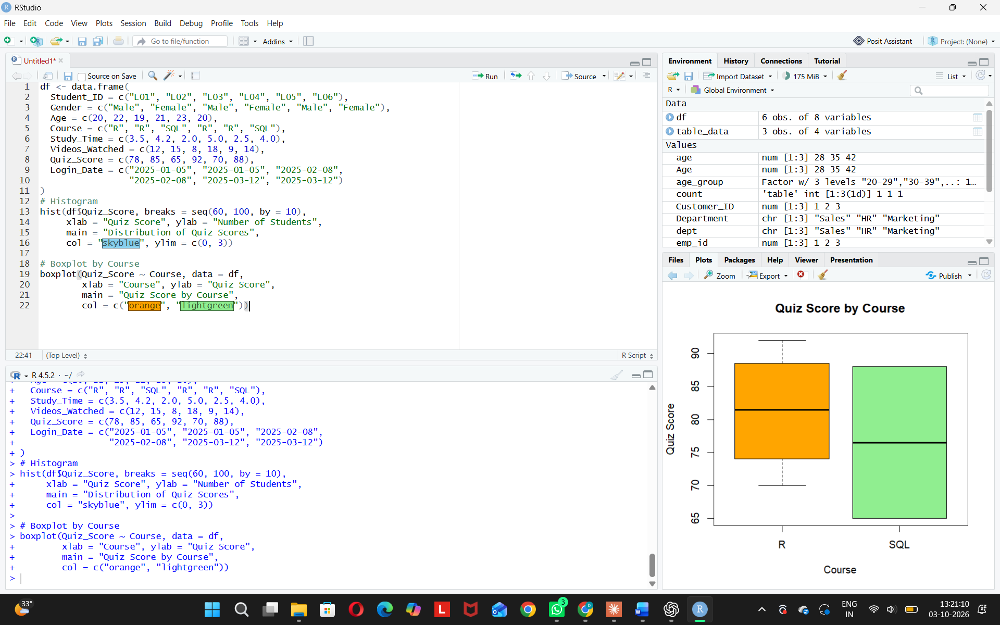 RStudio
File Edit Code View Plots Session Build Debug Profile Tools Help
Go to file/function
Addins
Posit Assistant
Project: (None)
Untitled1*
Source on Save
Run
Source
1 df <- data.frame(
2 Student_ID = c("L01", "L02", "L03", "L04", "L05", "L06"),
3 Gender = c("Male", "Female", "Male", "Female", "Male", "Female"),
4 Age = c(20, 22, 19, 21, 23, 20),
5 Course = c("R", "R", "SQL", "R", "R", "SQL"),
6 Study_Time = c(3.5, 4.2, 2.0, 5.0, 2.5, 4.0),
7 Videos_Watched = c(12, 15, 8, 18, 9, 14),
8 Quiz_Score = c(78, 85, 65, 92, 70, 88),
9 Login_Date = c("2025-01-05", "2025-01-05", "2025-02-08",
10 "2025-02-08", "2025-03-12", "2025-03-12")
11 )
12 # Histogram
13 hist(df$Quiz_Score, breaks = seq(60, 100, by = 10),
14 xlab = "Quiz Score", ylab = "Number of Students",
15 main = "Distribution of Quiz Scores",
16 col = "skyblue", ylim = c(0, 3))
17
18 # Boxplot by Course
19 boxplot(Quiz_Score ~ Course, data = df,
20 xlab = "Course", ylab = "Quiz Score",
21 main = "Quiz Score by Course",
22 col = c("orange", "lightgreen"))
22:41 (Top Level) R Script
R 4.5.2 · ~/
+ Course = c("R", "R", "SQL", "R", "R", "SQL"),
+ Study_Time = c(3.5, 4.2, 2.0, 5.0, 2.5, 4.0),
+ Videos_Watched = c(12, 15, 8, 18, 9, 14),
+ Quiz_Score = c(78, 85, 65, 92, 70, 88),
+ Login_Date = c("2025-01-05", "2025-01-05", "2025-02-08",
+ "2025-02-08", "2025-03-12", "2025-03-12")
+ )
> # Histogram
> hist(df$Quiz_Score, breaks = seq(60, 100, by = 10),
+ xlab = "Quiz Score", ylab = "Number of Students",
+ main = "Distribution of Quiz Scores",
+ col = "skyblue", ylim = c(0, 3))
>
> # Boxplot by Course
> boxplot(Quiz_Score ~ Course, data = df,
+ xlab = "Course", ylab = "Quiz Score",
+ main = "Quiz Score by Course",
+ col = c("orange", "lightgreen"))
>
Environment History Connections Tutorial
Import Dataset 175 MiB List
R Global Environment
Data
df 6 obs. of 8 variables
table_data 3 obs. of 4 variables
Values
age num [1:3] 28 35 42
Age num [1:3] 28 35 42
age_group Factor w/ 3 levels "20-29","30-39",..: 1…
count 'table' int [1:3(1d)] 1 1 1
Customer_ID num [1:3] 1 2 3
Department chr [1:3] "Sales" "HR" "Marketing"
dept chr [1:3] "Sales" "HR" "Marketing"
emp_id num [1:3] 1 2 3
Files Plots Packages Help Viewer Presentation
Zoom Export Publish
Quiz Score by Course
Quiz Score
90
85
80
75
70
65
R SQL
Course
33°
L
3
D
ENG
IN
13:21:10
03-10-2026